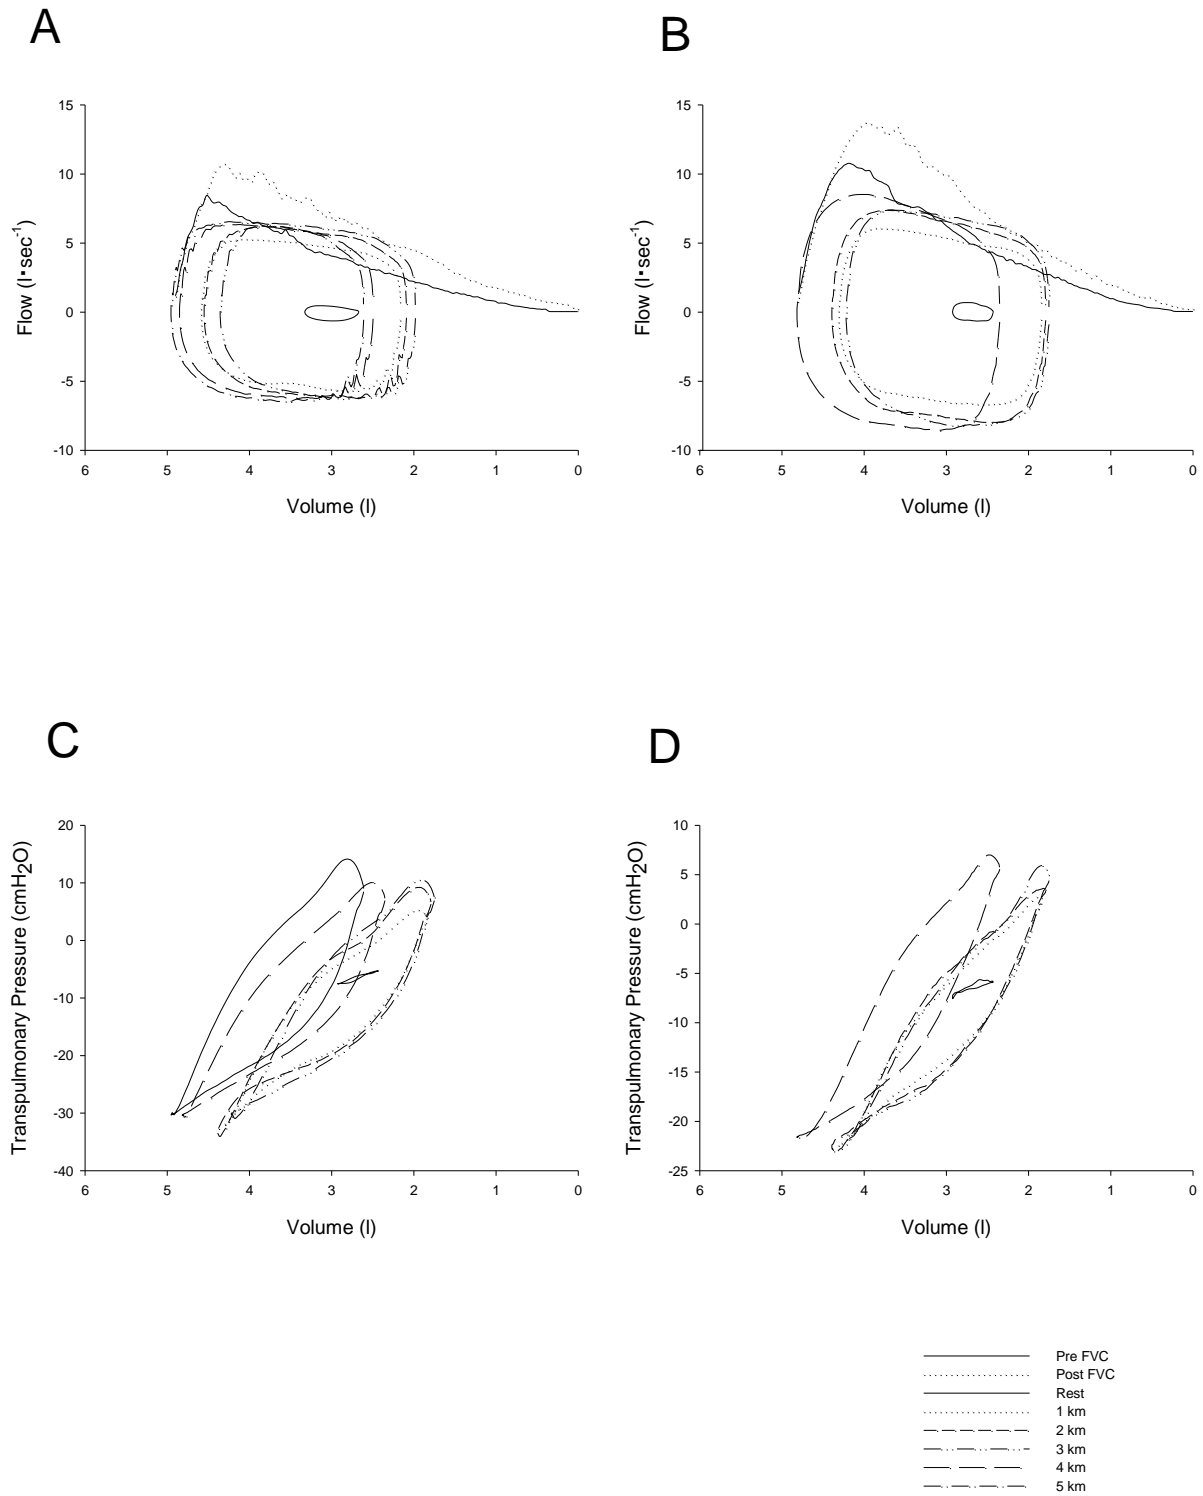 A
B
15
10
5
0
-5
-10
Flow (l·sec⁻¹)
6 5 4 3 2 1 0
Volume (l)
15
10
5
0
-5
-10
Flow (l·sec⁻¹)
6 5 4 3 2 1 0
Volume (l)
C
D
20
10
0
-10
-20
-30
-40
Transpulmonary Pressure (cmH₂O)
6 5 4 3 2 1 0
Volume (l)
10
5
0
-5
-10
-15
-20
-25
Transpulmonary Pressure (cmH₂O)
6 5 4 3 2 1 0
Volume (l)
Pre FVC
Post FVC
Rest
1 km
2 km
3 km
4 km
5 km